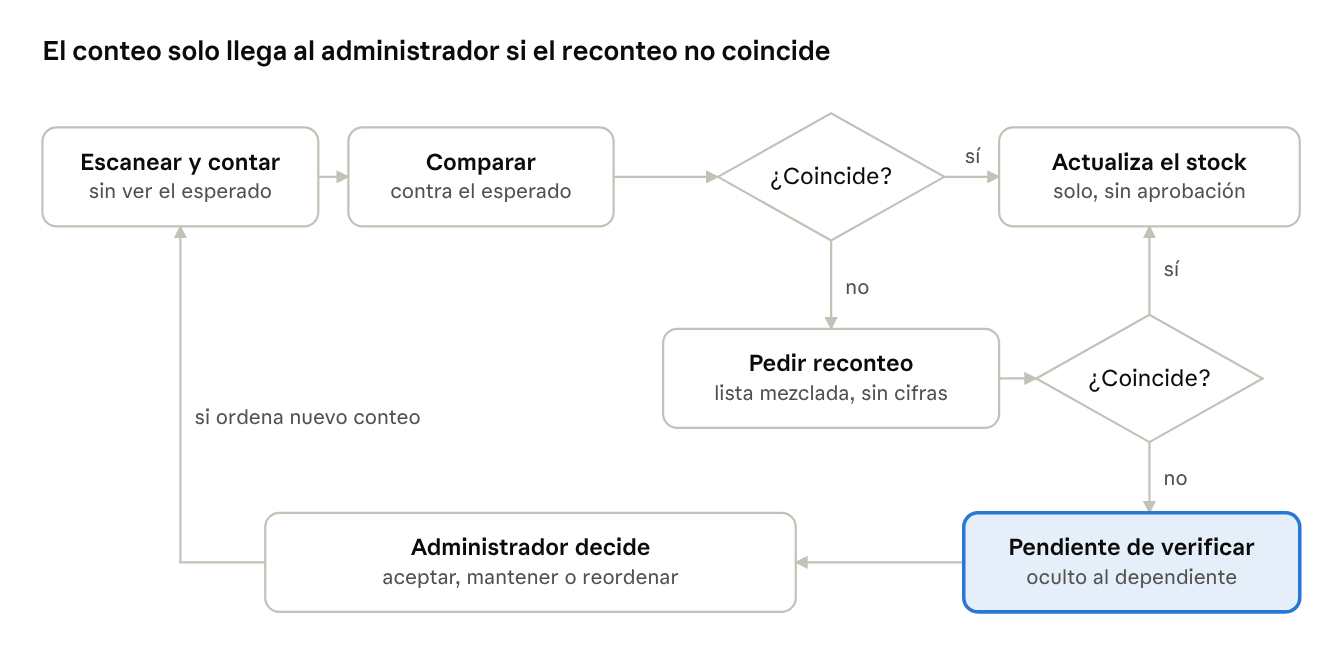 El conteo solo llega al administrador si el reconteo no coincide
Escanear y contar
sin ver el esperado
Comparar
contra el esperado
¿Coincide?
sí
Actualiza el stock
solo, sin aprobación
no
sí
Pedir reconteo
lista mezclada, sin cifras
¿Coincide?
si ordena nuevo conteo
no
Administrador decide
aceptar, mantener o reordenar
Pendiente de verificar
oculto al dependiente